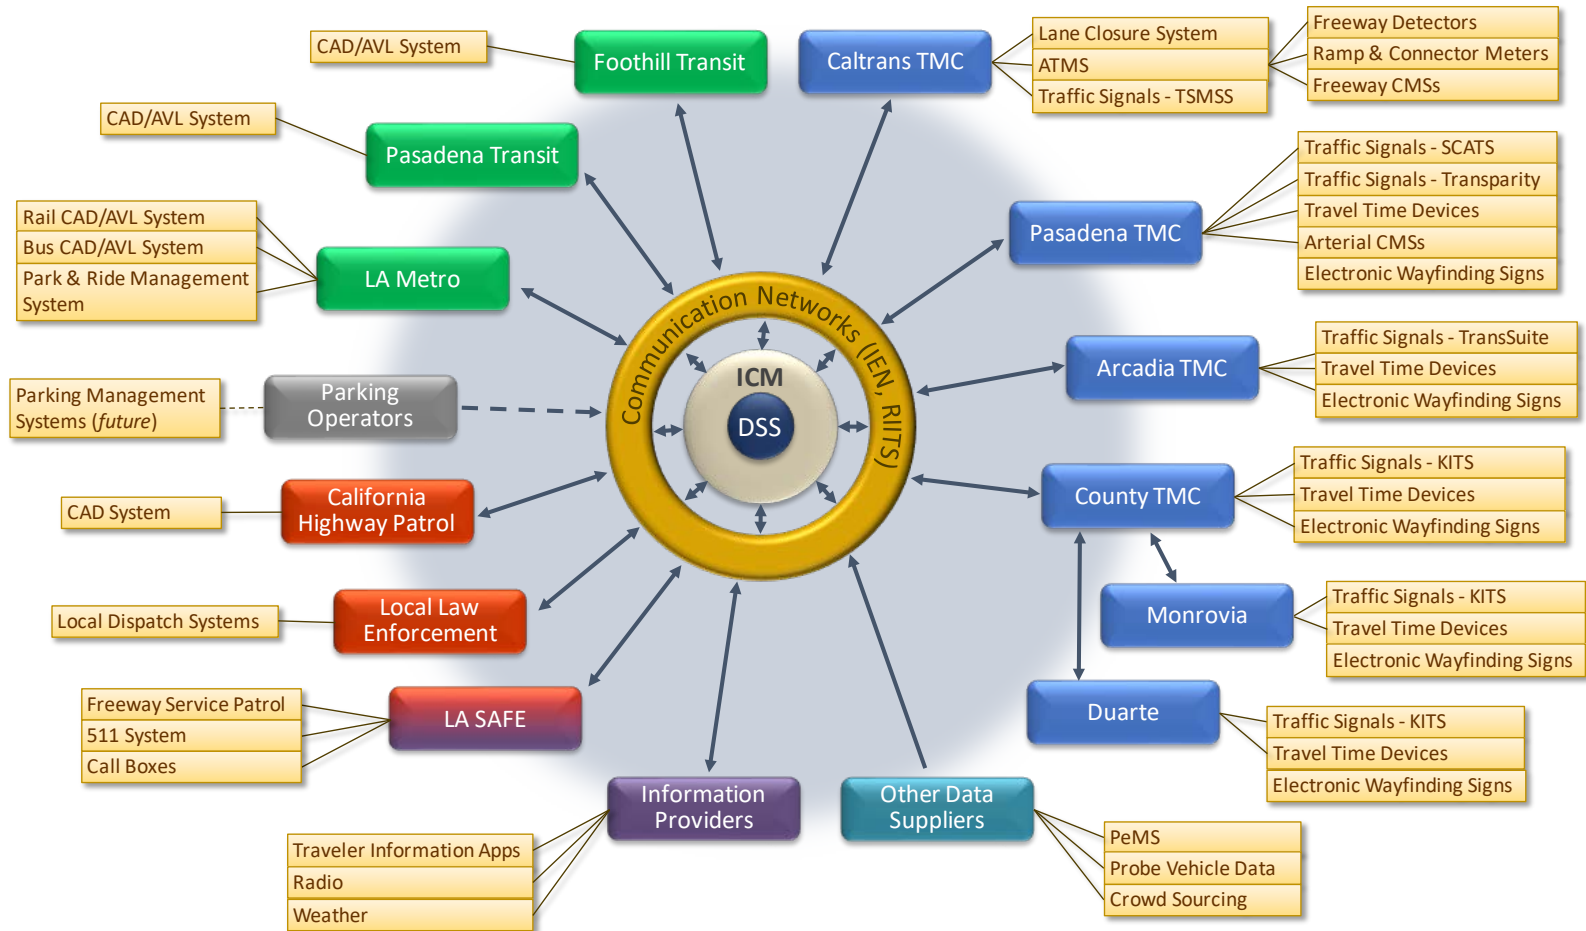 CAD/AVL System
Foothill Transit
Caltrans TMC
Lane Closure System
ATMS
Traffic Signals - TSMSS
Freeway Detectors
Ramp & Connector Meters
Freeway CMSs
CAD/AVL System
Pasadena Transit
Traffic Signals - SCATS
Traffic Signals - Transparity
Travel Time Devices
Arterial CMSs
Electronic Wayfinding Signs
Pasadena TMC
Rail CAD/AVL System
Bus CAD/AVL System
Park & Ride Management
System
LA Metro
Communication Networks (IEN, RIITS)
ICM
DSS
Arcadia TMC
Traffic Signals - TransSuite
Travel Time Devices
Electronic Wayfinding Signs
Parking Management
Systems (future)
Parking
Operators
County TMC
Traffic Signals - KITS
Travel Time Devices
Electronic Wayfinding Signs
CAD System
California
Highway Patrol
Local Dispatch Systems
Local Law
Enforcement
Monrovia
Traffic Signals - KITS
Travel Time Devices
Electronic Wayfinding Signs
Freeway Service Patrol
511 System
Call Boxes
LA SAFE
Duarte
Traffic Signals - KITS
Travel Time Devices
Electronic Wayfinding Signs
Information
Providers
Other Data
Suppliers
Traveler Information Apps
Radio
Weather
PeMS
Probe Vehicle Data
Crowd Sourcing